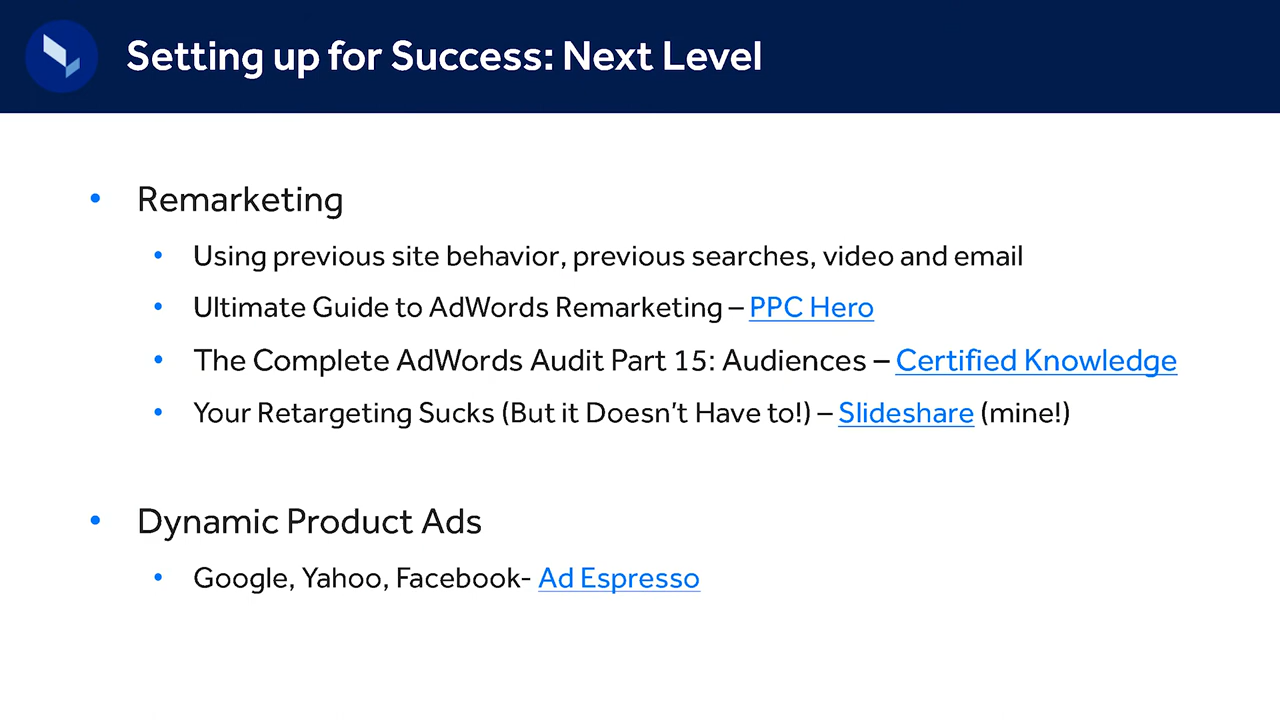 Setting up for Success: Next Level
• Remarketing
• Using previous site behavior, previous searches, video and email
• Ultimate Guide to AdWords Remarketing – PPC Hero
• The Complete AdWords Audit Part 15: Audiences – Certified Knowledge
• Your Retargeting Sucks (But it Doesn't Have to!) – Slideshare (mine!)
• Dynamic Product Ads
• Google, Yahoo, Facebook- Ad Espresso